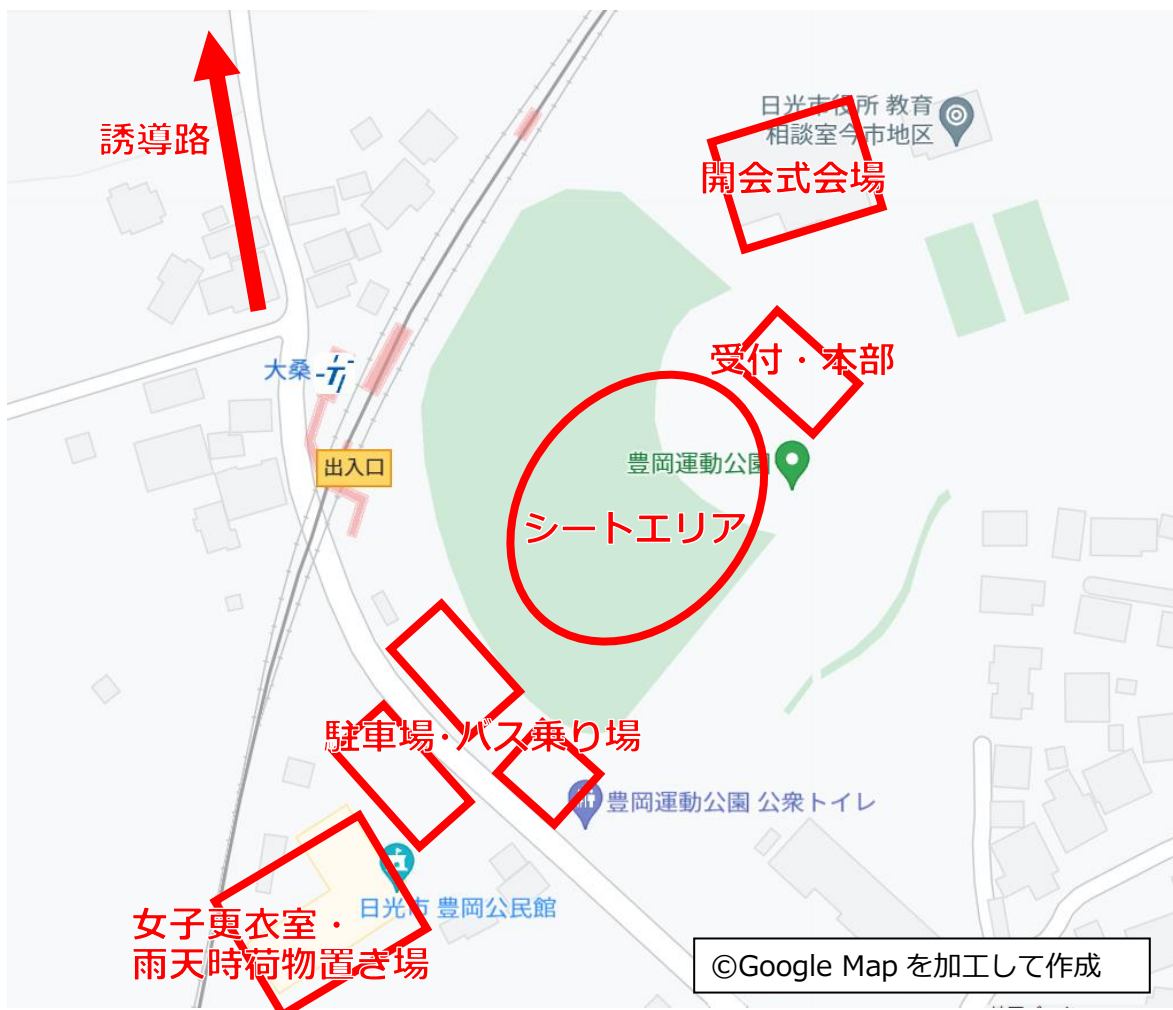 誘導路
日光市役所 教育
相談室今市地区
開会式会場
受付・本部
大桑
出入口
豊岡運動公園
シートエリア
駐車場・バス乗り場
豊岡運動公園 公衆トイレ
日光市 豊岡公民館
女子更衣室・
雨天時荷物置き場
©Google Map を加工して作成